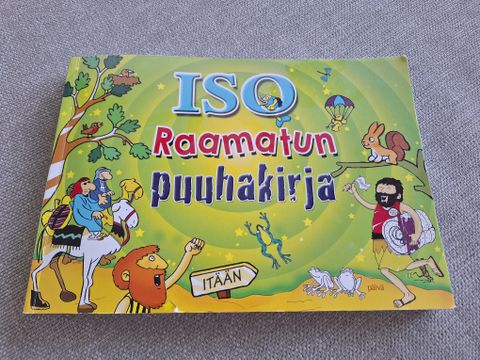 ISO
Raamatun
puuhakirja
ITÄÄN
päivä